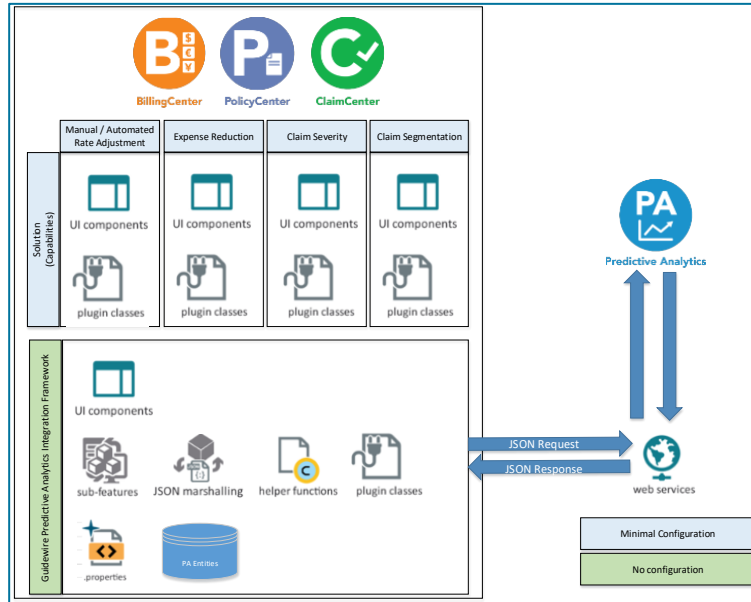 B $ € ¥
P
C
BillingCenter
PolicyCenter
ClaimCenter
Manual / Automated
Rate Adjustment
Expense Reduction
Claim Severity
Claim Segmentation
Solution
(Capabilities)
UI components
UI components
UI components
UI components
plugin classes
plugin classes
plugin classes
plugin classes
PA
Predictive Analytics
Guidewire Predictive Analytics Integration Framework
UI components
JSON Request
JSON Response
{;}
C
sub-features
JSON marshalling
helper functions
plugin classes
web services
<>
.properties
PA Entities
Minimal Configuration
No configuration